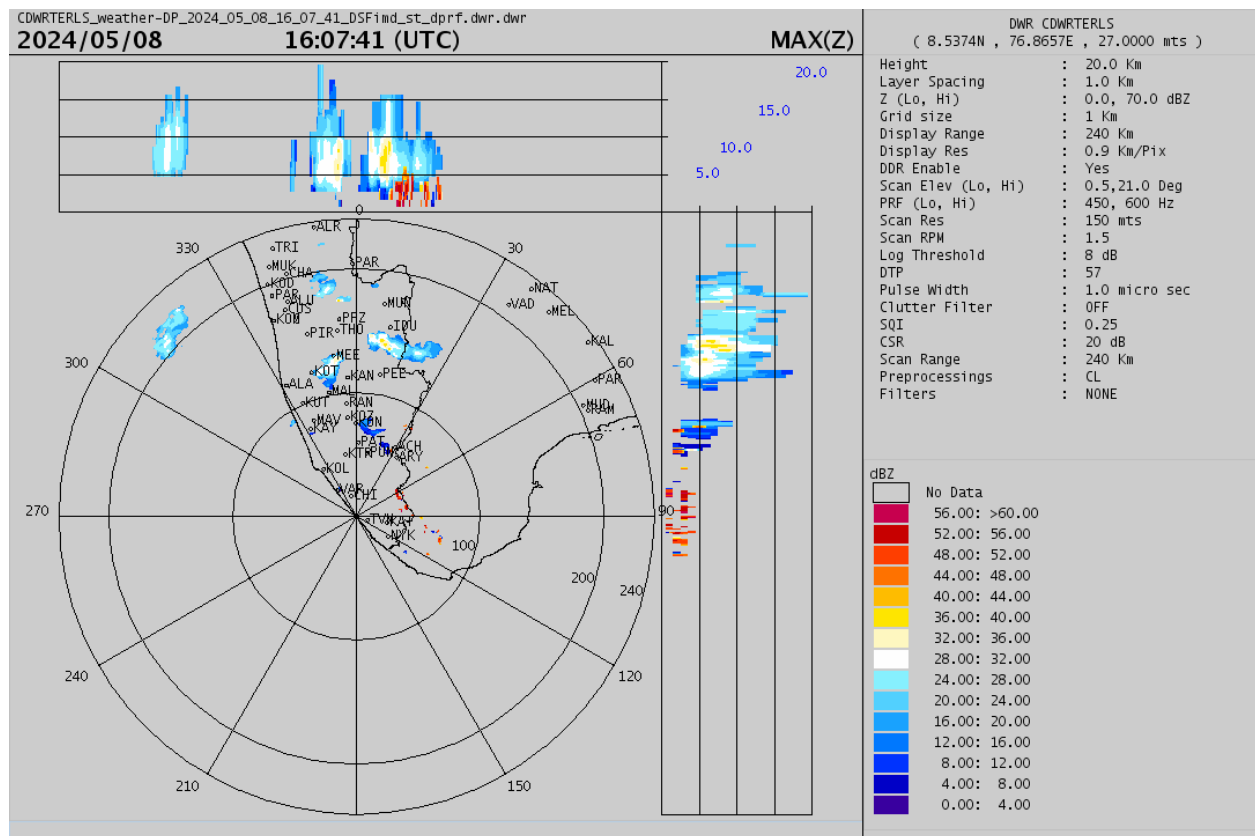 CDWRTERLS_weather-DP_2024_05_08_16_07_41_DSFimd_st_dprf.dwr.dwr
2024/05/08 16:07:41 (UTC) MAX(Z)
20.0
15.0
10.0
5.0
0
ALR
330
TRI
30
MUK
CHA
PAR
KOD
NAT
PAR
VAD
MUN
MEL
KOM
PIR
PFZ
THO
IDU
KAL
300
MEE
60
KOT
KAN
PEE
PAR
ALA
MAL
KUT
RAN
MUD
RAM
MAV
KOZ
KAY
PAT
ACH
ARY
KOL
VAR
CHI
270
90
NYK
100
200
240
240
120
210
150
DWR CDWRTERLS
( 8.5374N , 76.8657E , 27.0000 mts )
Height : 20.0 Km
Layer Spacing : 1.0 Km
Z (Lo, Hi) : 0.0, 70.0 dBZ
Grid size : 1 Km
Display Range : 240 Km
Display Res : 0.9 Km/Pix
DDR Enable : Yes
Scan Elev (Lo, Hi) : 0.5,21.0 Deg
PRF (Lo, Hi) : 450, 600 Hz
Scan Res : 150 mts
Scan RPM : 1.5
Log Threshold : 8 dB
DTP : 57
Pulse Width : 1.0 micro sec
Clutter Filter : OFF
SQI : 0.25
CSR : 20 dB
Scan Range : 240 Km
Preprocessings : CL
Filters : NONE
dBZ
No Data
56.00: >60.00
52.00: 56.00
48.00: 52.00
44.00: 48.00
40.00: 44.00
36.00: 40.00
32.00: 36.00
28.00: 32.00
24.00: 28.00
20.00: 24.00
16.00: 20.00
12.00: 16.00
8.00: 12.00
4.00: 8.00
0.00: 4.00